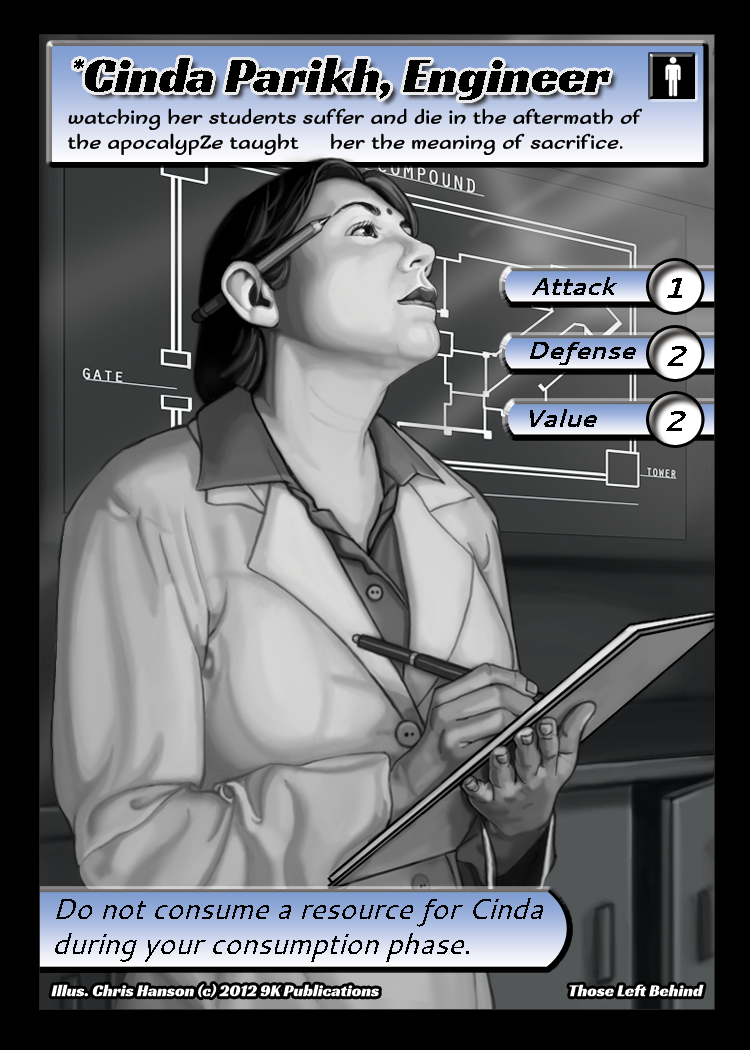 *Cinda Parikh, Engineer
watching her students suffer and die in the aftermath of
the apocalypZe taught her the meaning of sacrifice.
COMPOUND
Attack 1
Defense 2
GATE
Value 2
TOWER
Do not consume a resource for Cinda
during your consumption phase.
Illus. Chris Hanson (c) 2012 9K Publications
Those Left Behind